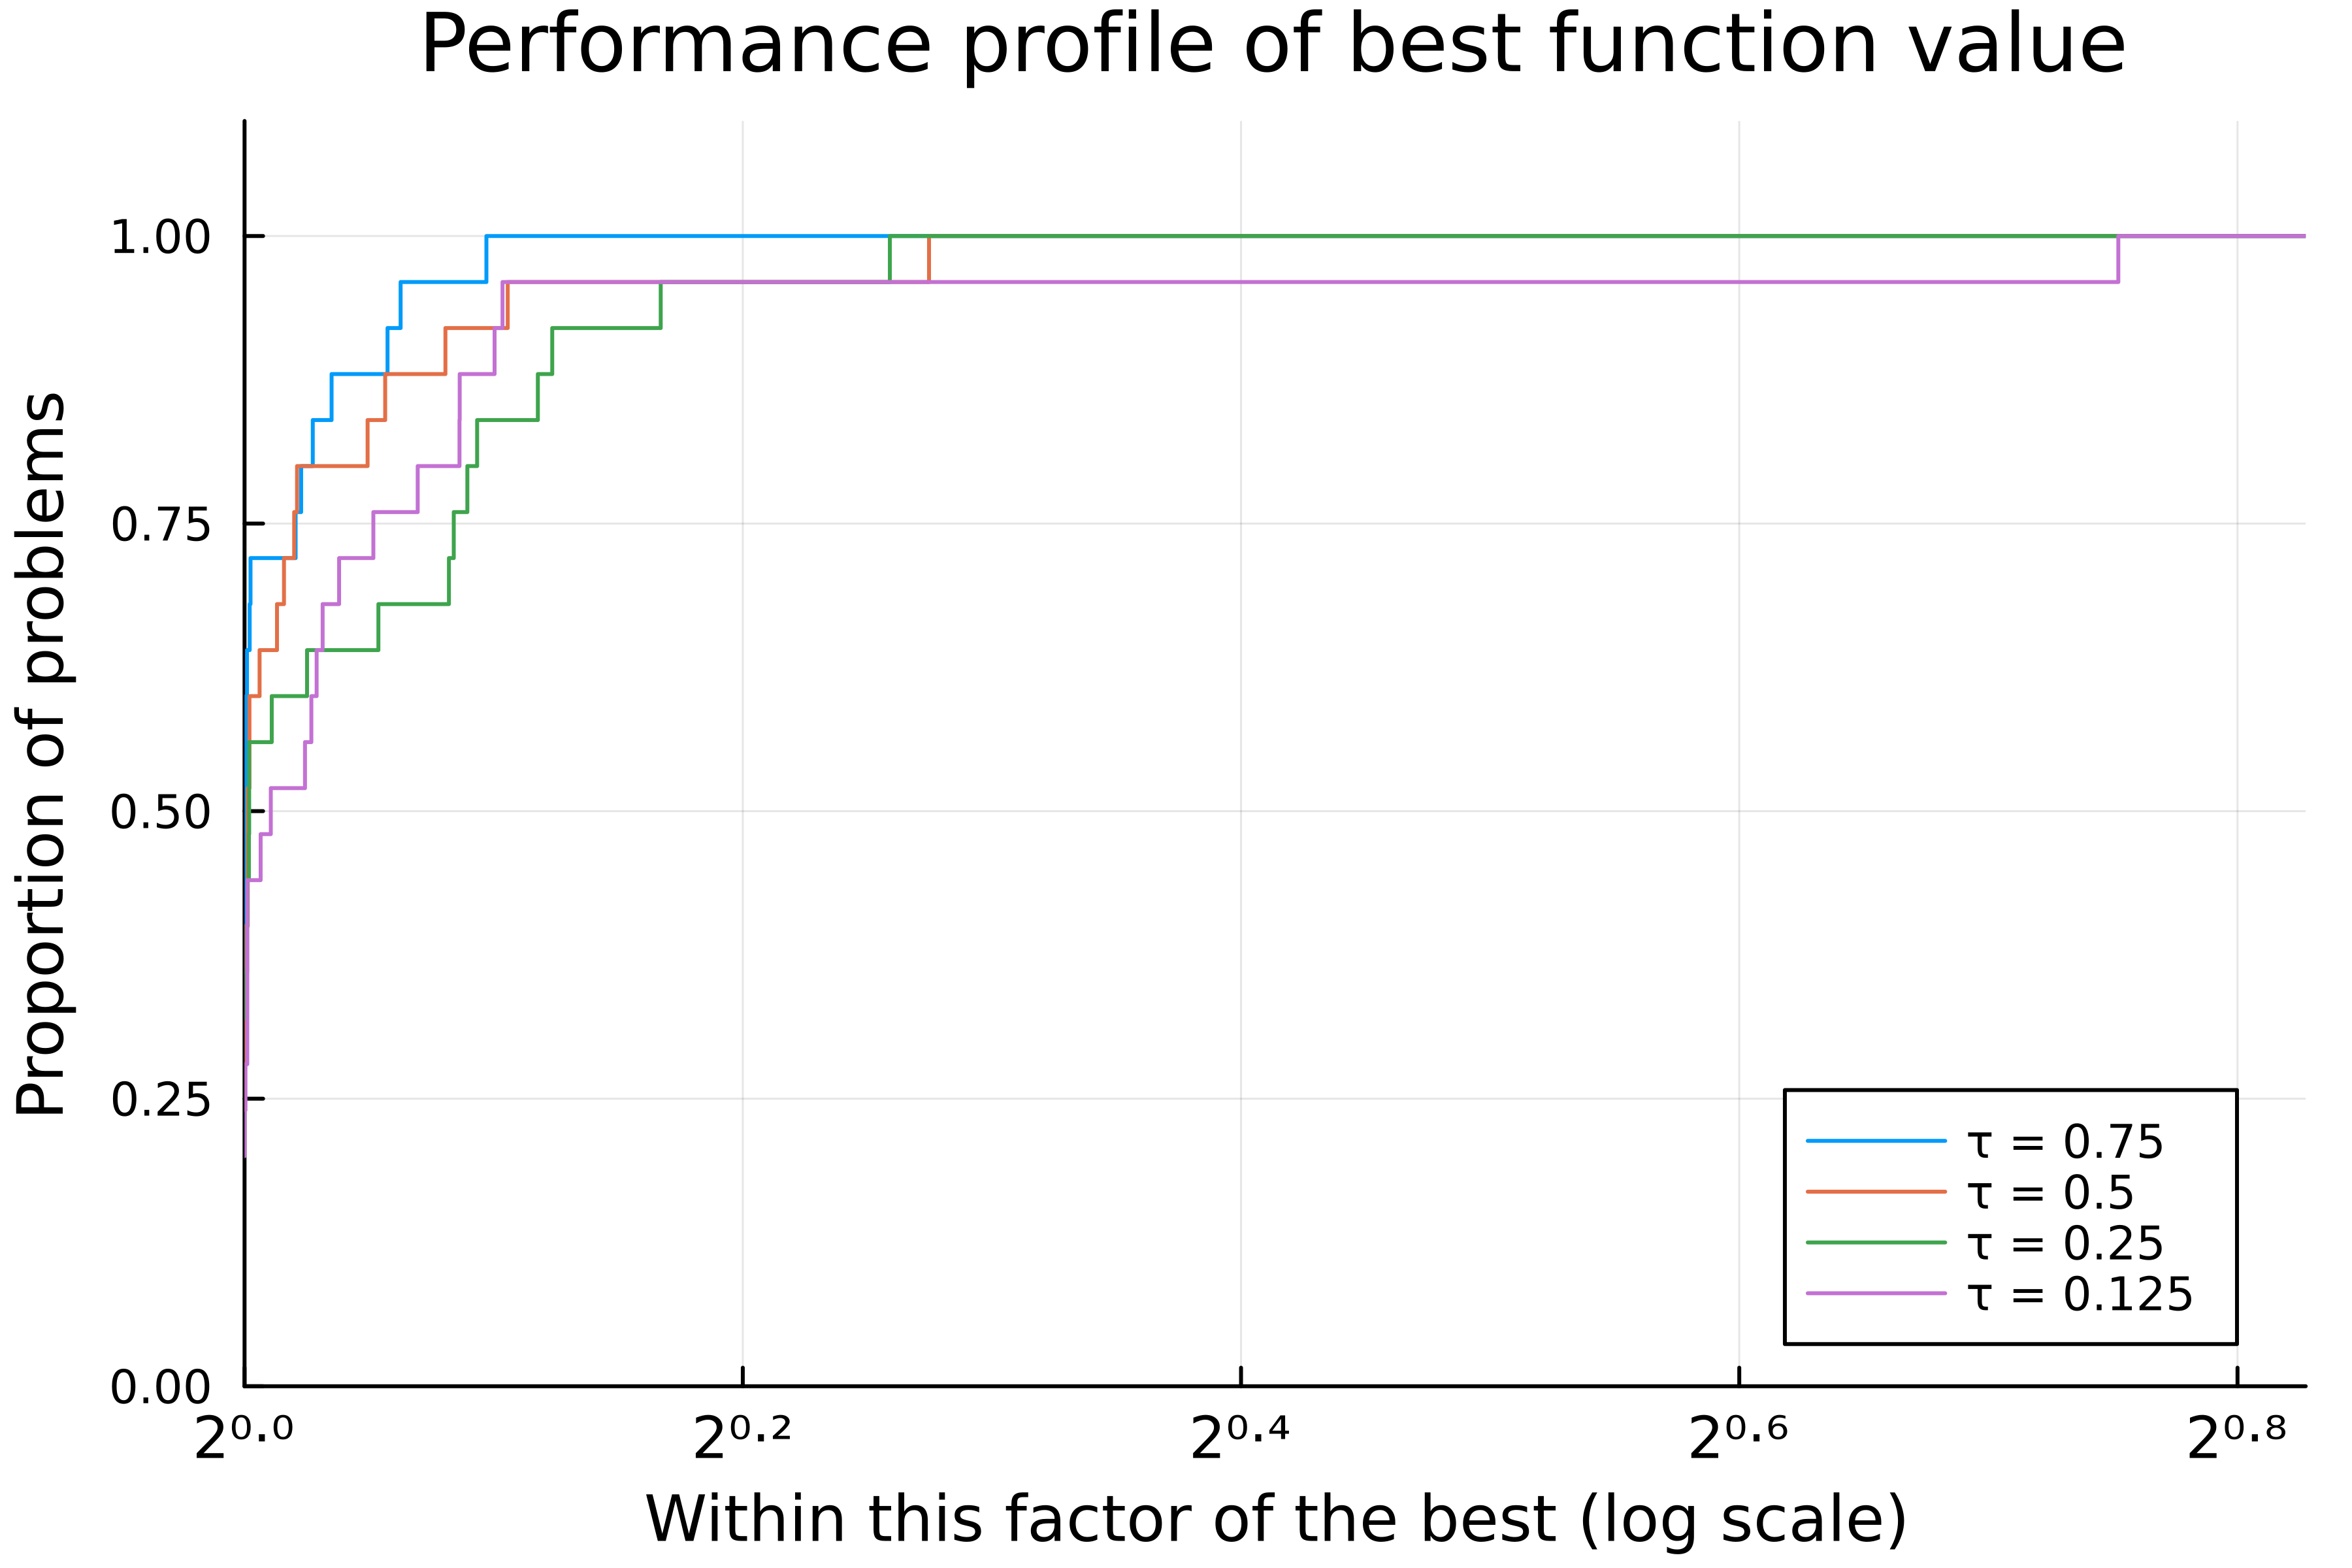 Performance profile of best function value
Proportion of problems
1.00
0.75
0.50
0.25
0.00
τ = 0.75
τ = 0.5
τ = 0.25
τ = 0.125
2⁰·⁰ 2⁰·² 2⁰·⁴ 2⁰·⁶ 2⁰·⁸
Within this factor of the best (log scale)